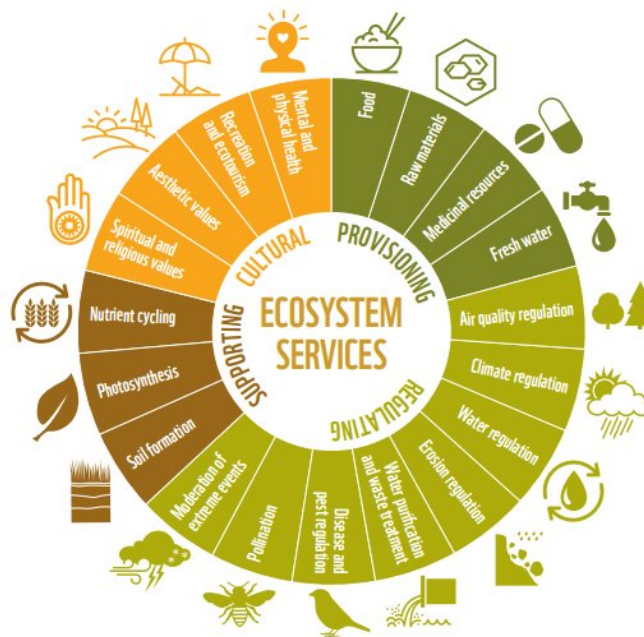 ECOSYSTEM
SERVICES
PROVISIONING
Food
Raw materials
Medicinal resources
Fresh water
REGULATING
Air quality regulation
Climate regulation
Water regulation
Erosion regulation
Water purification
and waste treatment
Disease and
pest regulation
Pollination
Moderation of
extreme events
SUPPORTING
Soil formation
Photosynthesis
Nutrient cycling
CULTURAL
Spiritual and
religious values
Aesthetic values
Recreation
and ecotourism
Mental and
physical health